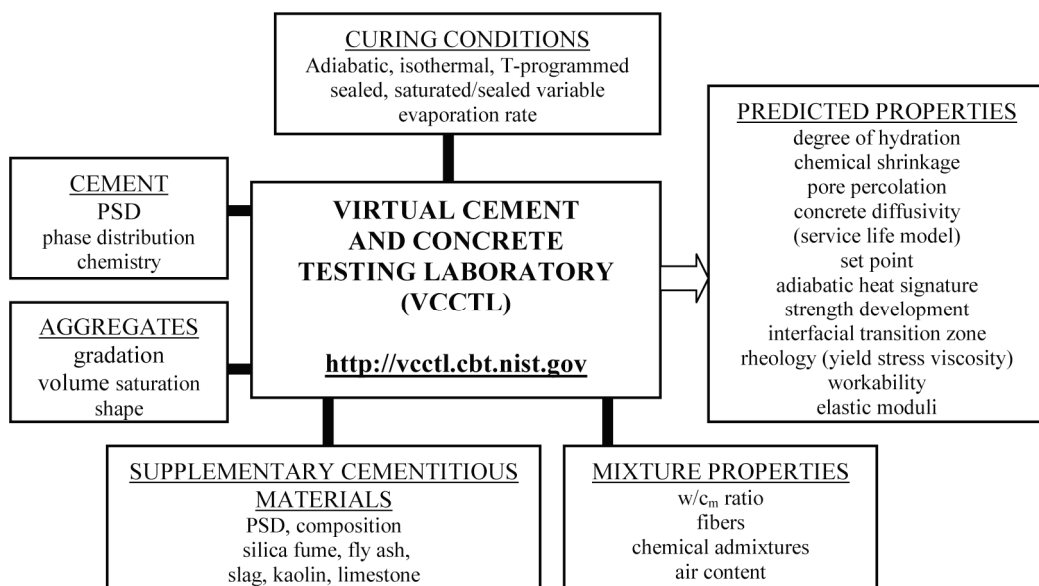 CURING CONDITIONS
Adiabatic, isothermal, T-programmed
sealed, saturated/sealed variable
evaporation rate
CEMENT
PSD
phase distribution
chemistry
AGGREGATES
gradation
volume saturation
shape
VIRTUAL CEMENT
AND CONCRETE
TESTING LABORATORY
(VCCTL)
http://vcctl.cbt.nist.gov
SUPPLEMENTARY CEMENTITIOUS
MATERIALS
PSD, composition
silica fume, fly ash,
slag, kaolin, limestone
MIXTURE PROPERTIES
w/cm ratio
fibers
chemical admixtures
air content
PREDICTED PROPERTIES
degree of hydration
chemical shrinkage
pore percolation
concrete diffusivity
(service life model)
set point
adiabatic heat signature
strength development
interfacial transition zone
rheology (yield stress viscosity)
workability
elastic moduli